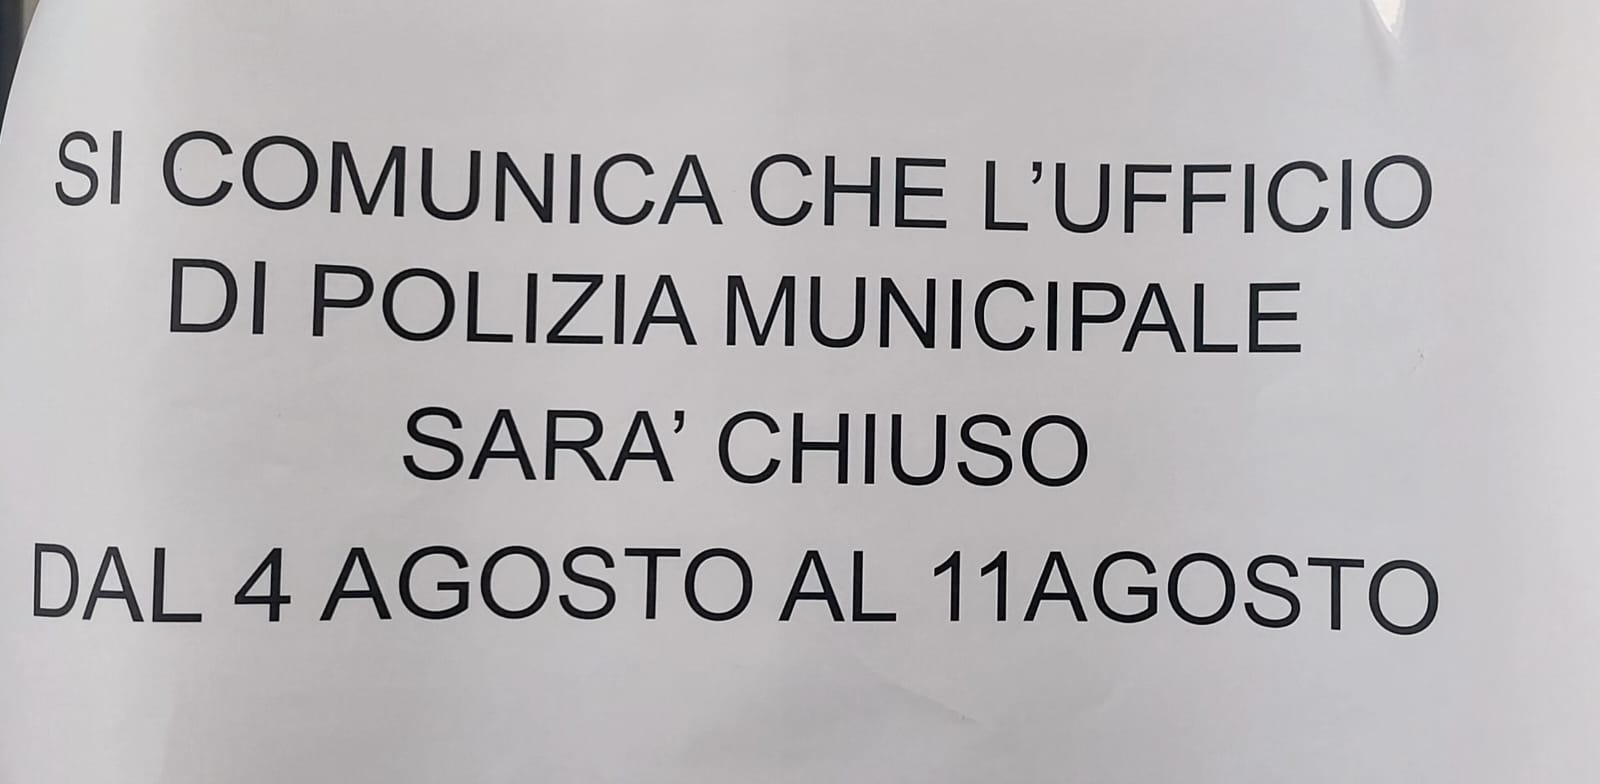 SI COMUNICA CHE L’UFFICIO
DI POLIZIA MUNICIPALE
SARA’ CHIUSO
DAL 4 AGOSTO AL 11AGOSTO